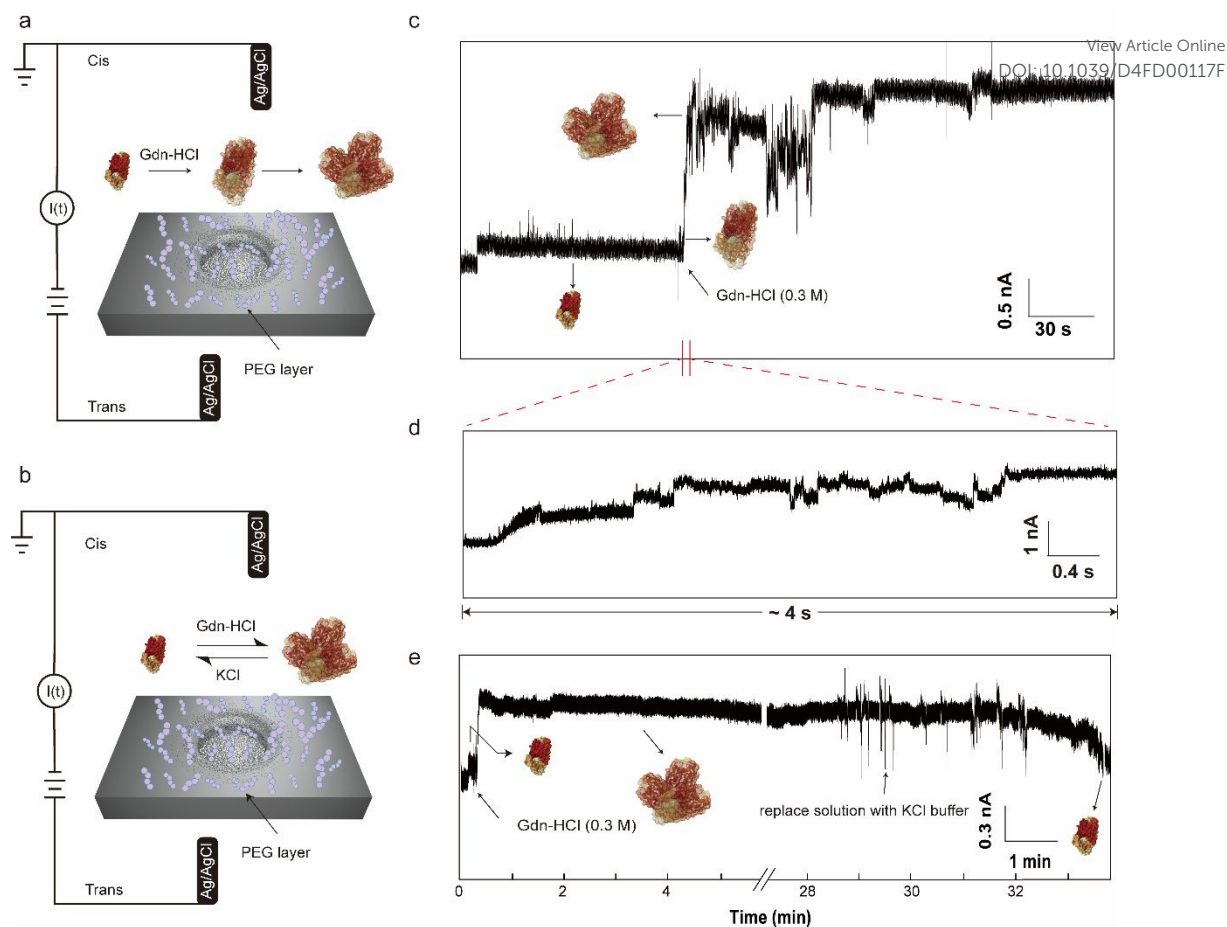 a
Cis
Ag/AgCl
Gdn-HCl
I(t)
PEG layer
Ag/AgCl
Trans
b
Cis
Ag/AgCl
Gdn-HCl
KCl
I(t)
PEG layer
Ag/AgCl
Trans
c
View Article Online
DOI: 10.1039/D4FD00117F
Gdn-HCl (0.3 M)
0.5 nA
30 s
d
1 nA
0.4 s
~ 4 s
e
Gdn-HCl (0.3 M)
replace solution with KCl buffer
0.3 nA
1 min
0 2 4 28 30 32
Time (min)